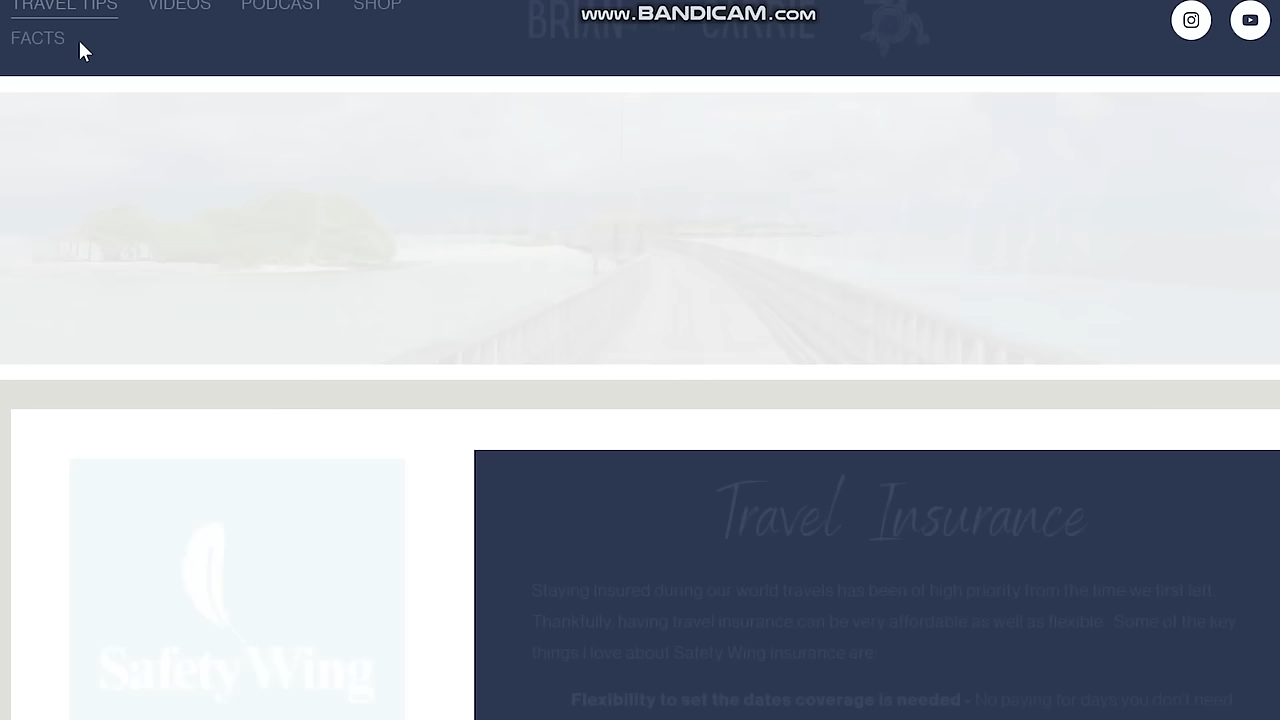 TRAVEL TIPS VIDEOS PODCAST SHOP
FACTS
BRIAN CARRIE
www.BANDICAM.com
Travel Insurance
Staying insured during our world travels has been of high priority from the time we first left.
Thankfully, having travel insurance can be very affordable as well as flexible. Some of the key
things I love about Safety Wing insurance are:
Flexibility to set the dates coverage is needed - No paying for days you don't need
SafetyWing